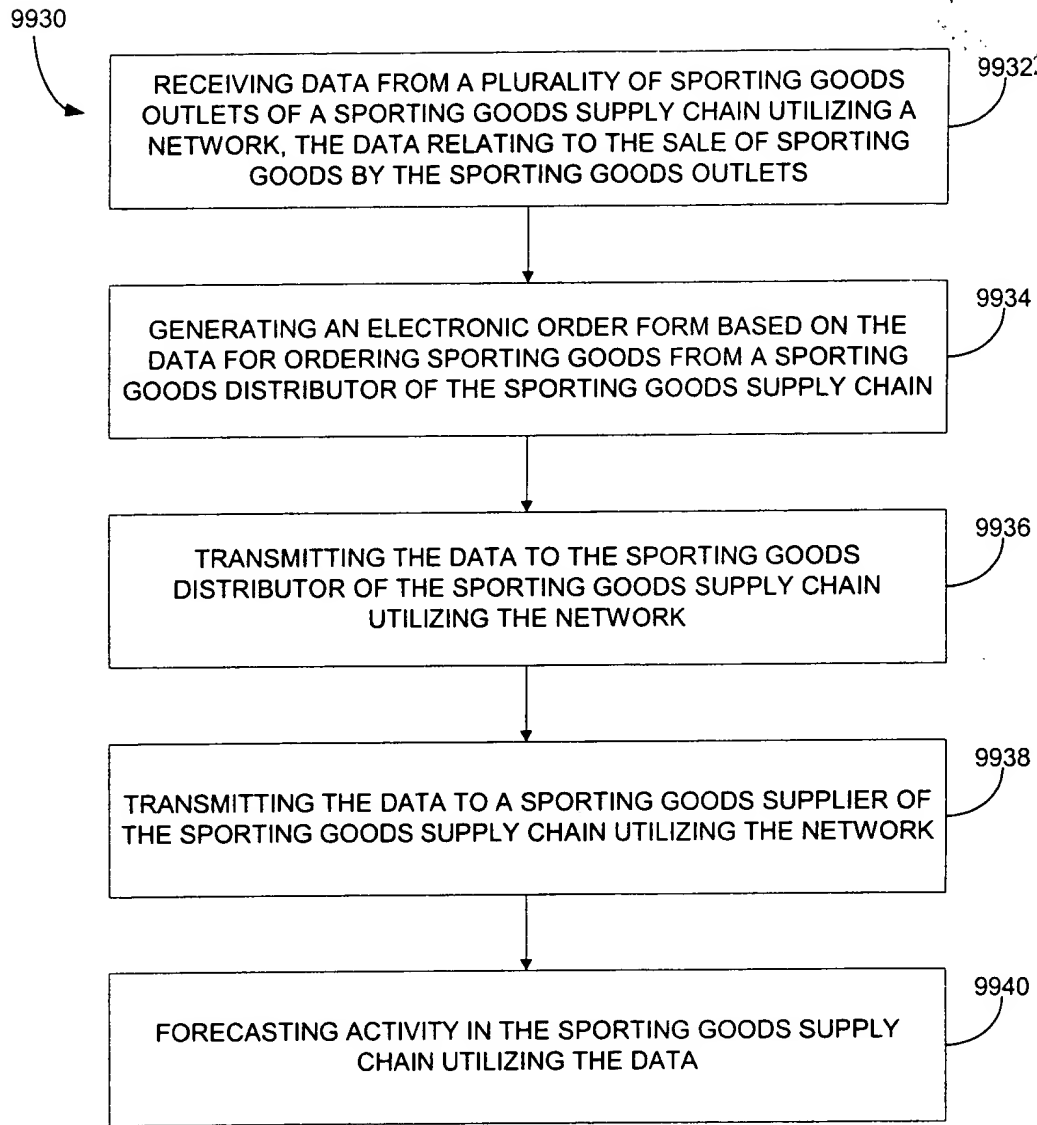 9930
RECEIVING DATA FROM A PLURALITY OF SPORTING GOODS
OUTLETS OF A SPORTING GOODS SUPPLY CHAIN UTILIZING A
NETWORK, THE DATA RELATING TO THE SALE OF SPORTING
GOODS BY THE SPORTING GOODS OUTLETS
9932
GENERATING AN ELECTRONIC ORDER FORM BASED ON THE
DATA FOR ORDERING SPORTING GOODS FROM A SPORTING
GOODS DISTRIBUTOR OF THE SPORTING GOODS SUPPLY CHAIN
9934
TRANSMITTING THE DATA TO THE SPORTING GOODS
DISTRIBUTOR OF THE SPORTING GOODS SUPPLY CHAIN
UTILIZING THE NETWORK
9936
TRANSMITTING THE DATA TO A SPORTING GOODS SUPPLIER OF
THE SPORTING GOODS SUPPLY CHAIN UTILIZING THE NETWORK
9938
FORECASTING ACTIVITY IN THE SPORTING GOODS SUPPLY
CHAIN UTILIZING THE DATA
9940